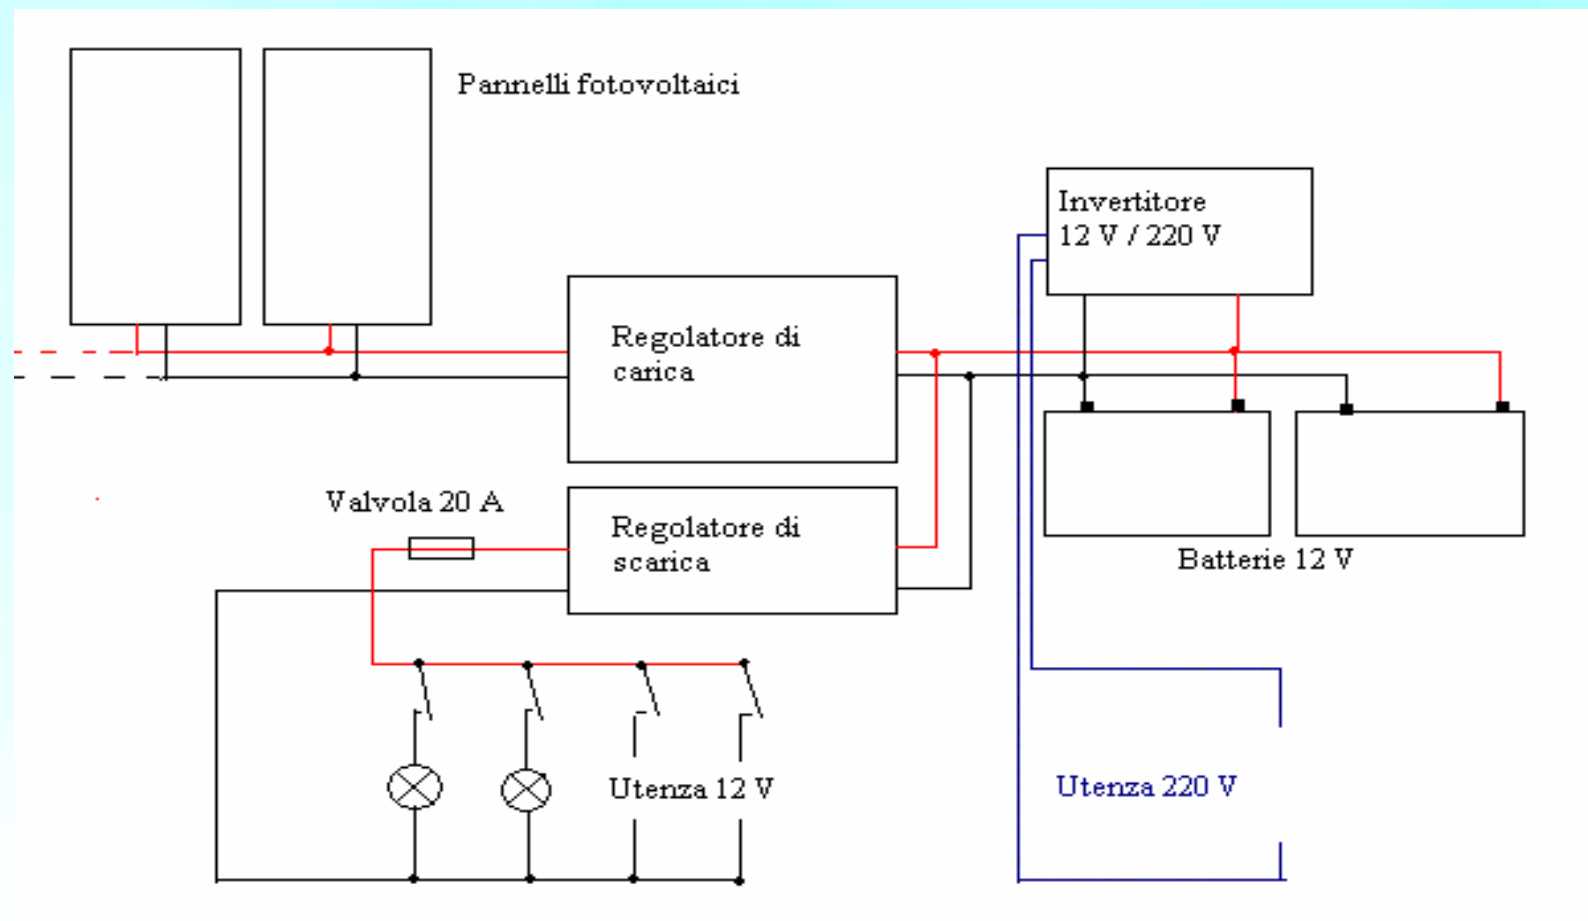 Pannelli fotovoltaici
Invertitore
12 V / 220 V
Regolatore di
carica
Valvola 20 A
Regolatore di
scarica
Batterie 12 V
Utenza 12 V
Utenza 220 V